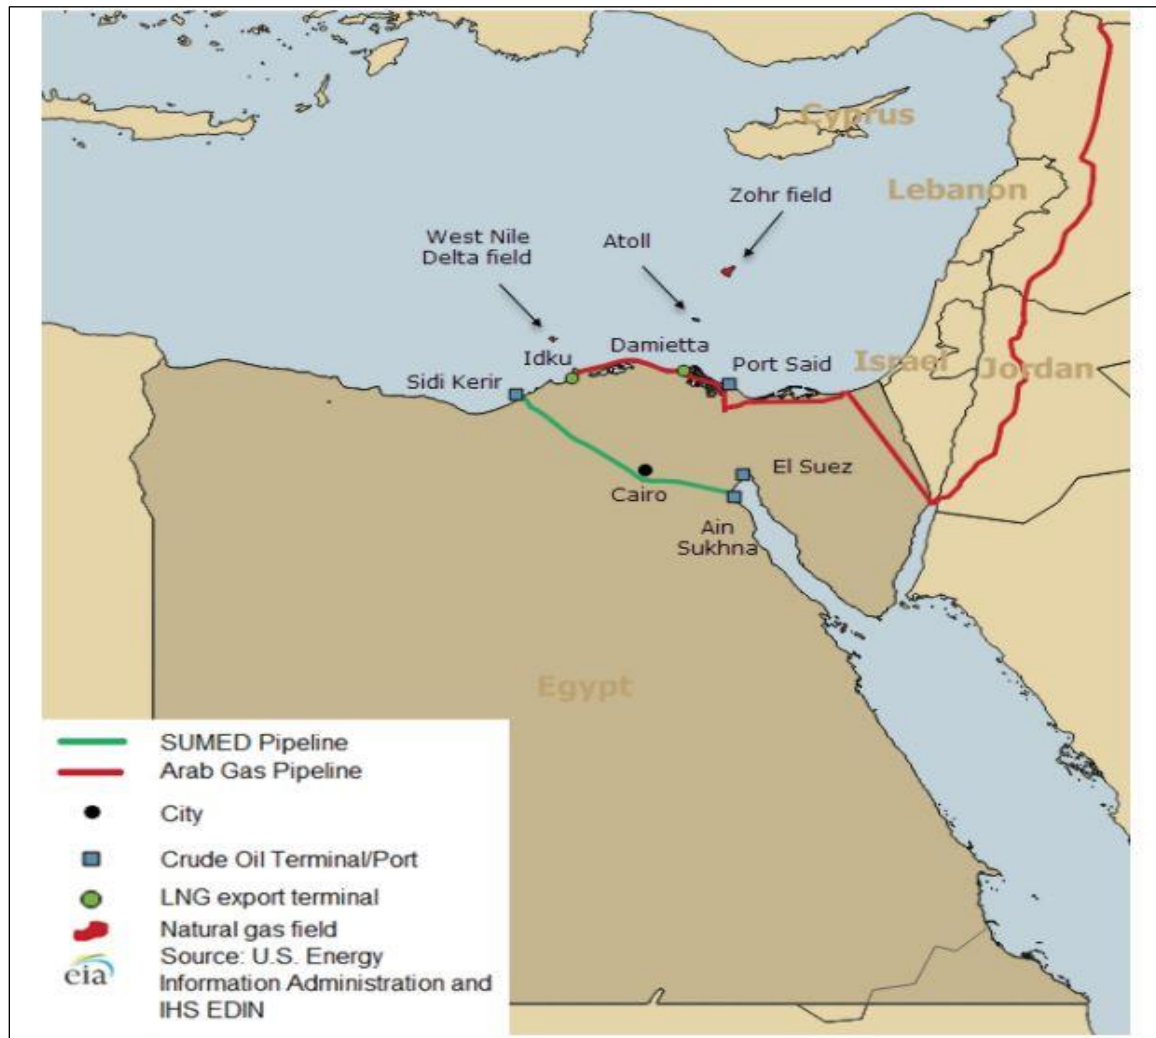 Cyprus
Lebanon
Zohr field
West Nile
Delta field
Atoll
Idku
Damietta
Port Said
Israel
Jordan
Sidi Kerir
El Suez
Cairo
Ain
Sukhna
Egypt
SUMED Pipeline
Arab Gas Pipeline
City
Crude Oil Terminal/Port
LNG export terminal
Natural gas field
eia
Source: U.S. Energy
Information Administration and
IHS EDIN